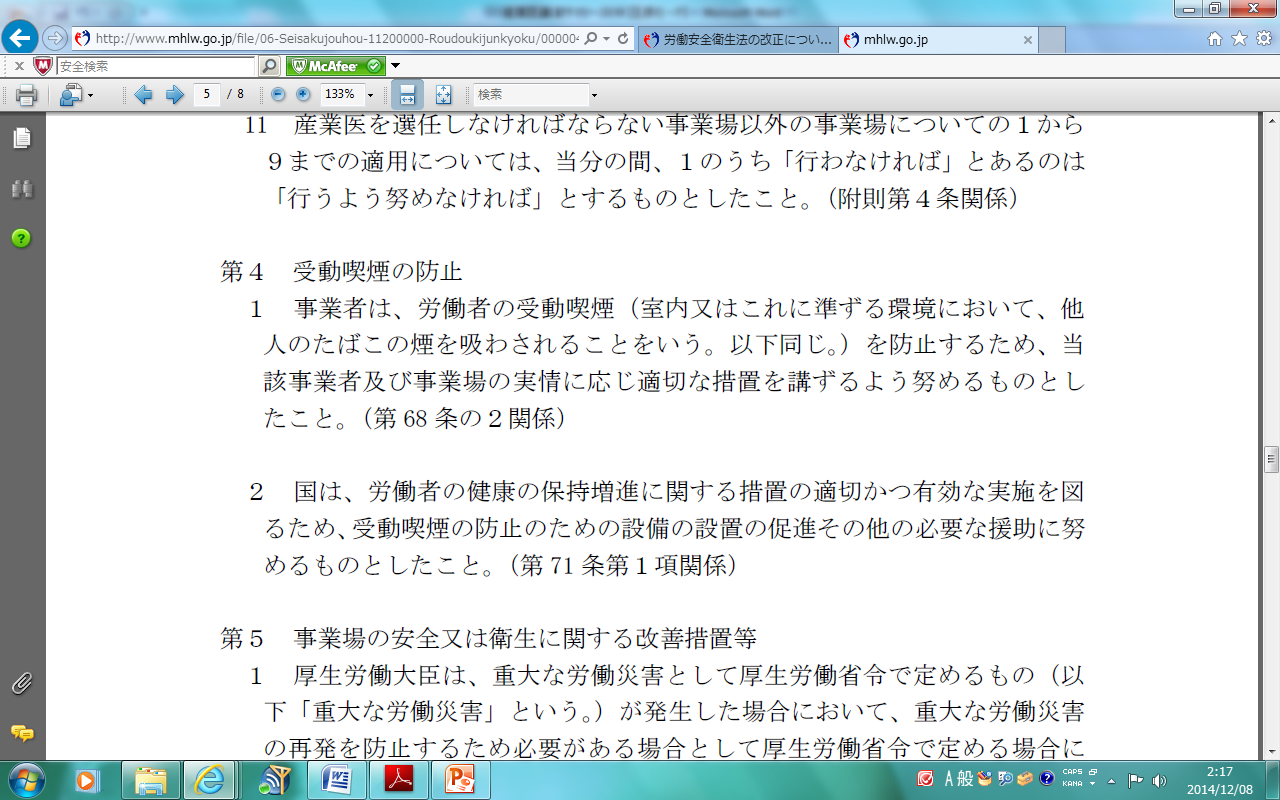 http://www.mhlw.go.jp/file/06-Seisakujouhou-11200000-Roudoukijunkyoku/00000
労働安全衛生法の改正につい...
mhlw.go.jp
安全検索
McAfee
5 / 8
133%
検索
11 産業医を選任しなければならない事業場以外の事業場についての１から
９までの適用については、当分の間、１のうち「行わなければ」とあるのは
「行うよう努めなければ」とするものとしたこと。（附則第４条関係）
第４ 受動喫煙の防止
１ 事業者は、労働者の受動喫煙（室内又はこれに準ずる環境において、他
人のたばこの煙を吸わされることをいう。以下同じ。）を防止するため、当
該事業者及び事業場の実情に応じ適切な措置を講ずるよう努めるものとし
たこと。（第 68 条の２関係）
２ 国は、労働者の健康の保持増進に関する措置の適切かつ有効な実施を図
るため、受動喫煙の防止のための設備の設置の促進その他の必要な援助に努
めるものとしたこと。（第 71 条第１項関係）
第５ 事業場の安全又は衛生に関する改善措置等
１ 厚生労働大臣は、重大な労働災害として厚生労働省令で定めるもの（以
下「重大な労働災害」という。）が発生した場合において、重大な労働災害
の再発を防止するため必要がある場合として厚生労働省令で定める場合に
A 般
CAPS
KANA
2:17
2014/12/08